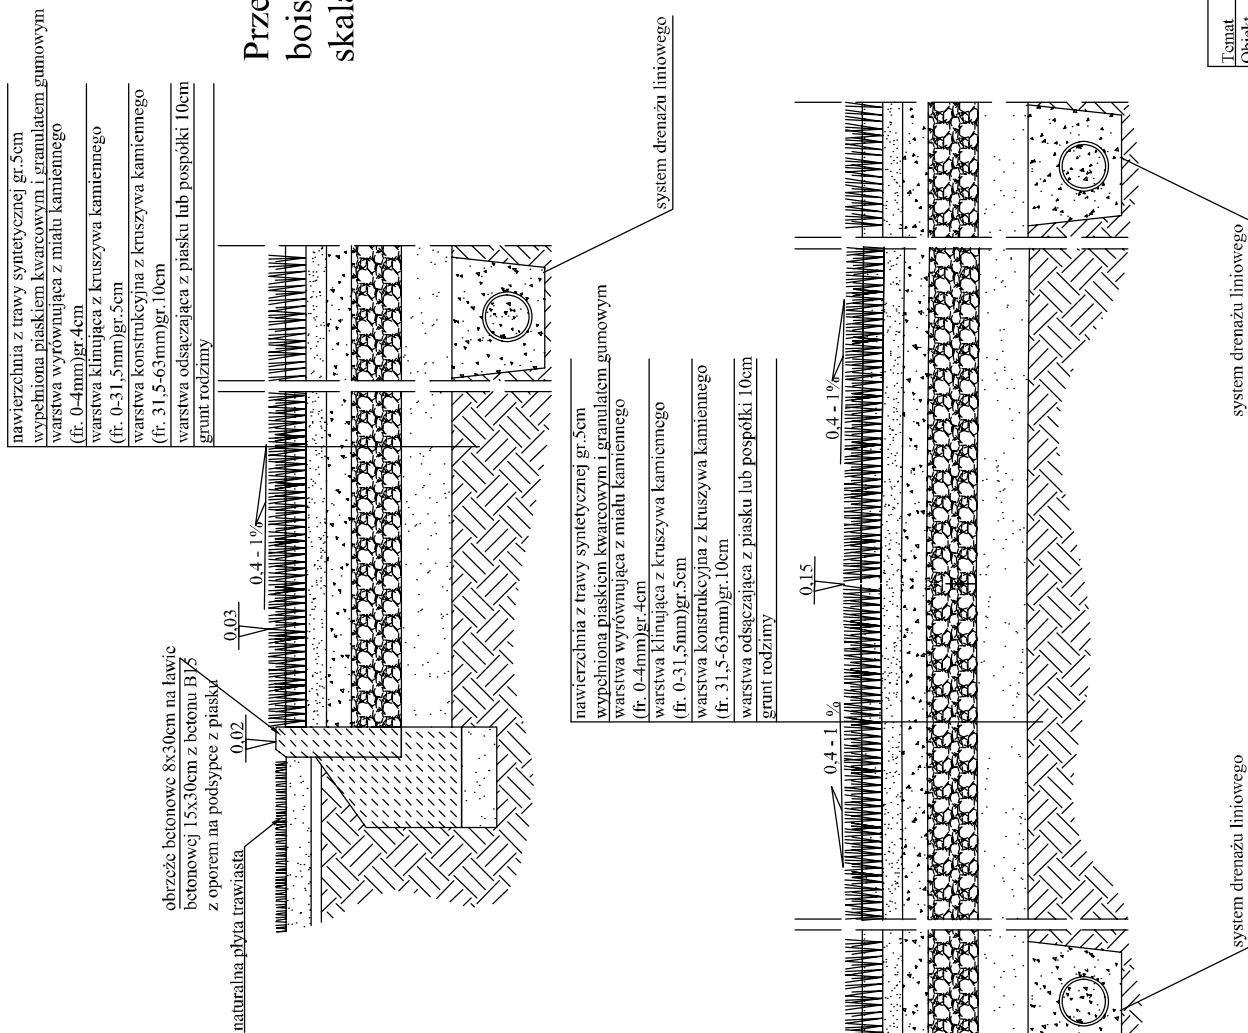 nawierzchnia z trawy syntetycznej gr.5cm
wypełniona piaskiem kwarcowym i granulatem gumowym
warstwa wyrównująca z miału kamiennego
(fr. 0-4mm)gr.4cm
warstwa klinująca z kruszywa kamiennego
(fr. 0-31,5mm)gr.5cm
warstwa konstrukcyjna z kruszywa kamiennego
(fr. 31,5-63mm)gr.10cm
warstwa odsączająca z piasku lub pospółki 10cm
grunt rodzimy
Prze
bois
skala
obrzeże betonowe 8x30cm na ławie
betonowej 15x30cm z betonu B15
z oporem na podsypce z piasku
naturalna płyta trawiasta
0,02
0,03
0,4 - 1%
system drenażu liniowego
nawierzchnia z trawy syntetycznej gr.5cm
wypełniona piaskiem kwarcowym i granulatem gumowym
warstwa wyrównująca z miału kamiennego
(fr. 0-4mm)gr.4cm
warstwa klinująca z kruszywa kamiennego
(fr. 0-31,5mm)gr.5cm
warstwa konstrukcyjna z kruszywa kamiennego
(fr. 31,5-63mm)gr.10cm
warstwa odsączająca z piasku lub pospółki 10cm
grunt rodzimy
0,4 - 1 %
0,15
0,4 - 1%
system drenażu liniowego
system drenażu liniowego
Temat
Obiekt